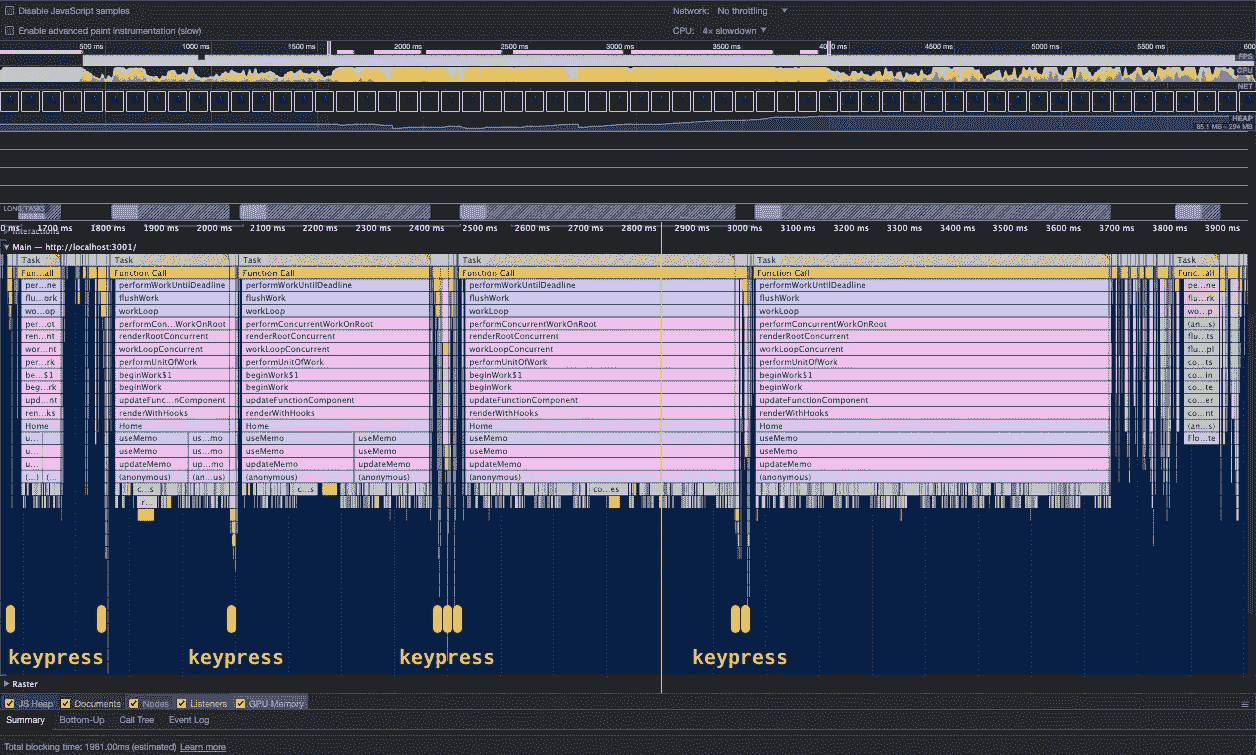 Disable JavaScript samples Network: No throttling
Enable advanced paint instrumentation (slow) CPU: 4× slowdown
500 ms 1000 ms 1500 ms 2000 ms 2500 ms 3000 ms 3500 ms 4000 ms 4500 ms 5000 ms 5500 ms 600
FPS
CPU
NET
HEAP
85.1 MB – 294 MB
LONG TASKS
0 ms 1700 ms 1800 ms 1900 ms 2000 ms 2100 ms 2200 ms 2300 ms 2400 ms 2500 ms 2600 ms 2700 ms 2800 ms 2900 ms 3000 ms 3100 ms 3200 ms 3300 ms 3400 ms 3500 ms 3600 ms 3700 ms 3800 ms 3900 ms
Interactions
Main — http://localhost:3001/
Task Task Task Task Task Task
Fun...all Function Call Function Call Function Call Function Call Func...all
per...ne performWorkUntilDeadline performWorkUntilDeadline performWorkUntilDeadline performWorkUntilDeadline pe...ne
flu...ork flushWork flushWork flushWork flushWork flu...rk
wo...op workLoop workLoop workLoop workLoop wo...p
per...ot performCon...WorkOnRoot performConcurrentWorkOnRoot performConcurrentWorkOnRoot performConcurrentWorkOnRoot (an...s)
ren...nt renderRootConcurrent renderRootConcurrent renderRootConcurrent renderRootConcurrent flu...ts
wor...nt workLoopConcurrent workLoopConcurrent workLoopConcurrent workLoopConcurrent flu...pl
per...rk performUnitOfWork performUnitOfWork performUnitOfWork performUnitOfWork co...ts
be...$1 beginWork$1 beginWork$1 beginWork$1 beginWork$1 co...in
beg...rk beginWork beginWork beginWork beginWork co...te
upd...nt updateFunc...nComponent updateFunctionComponent updateFunctionComponent updateFunctionComponent co...er
ren...ks renderWithHooks renderWithHooks renderWithHooks renderWithHooks co...nt
Home Home Home Home Home (an...s)
u... useMemo us...mo useMemo useMemo useMemo useMemo Flo...te
u... useMemo us...mo useMemo useMemo useMemo useMemo
u... updateMemo up...mo updateMemo updateMemo updateMemo updateMemo
(...) (... (anonymous) (an...us) (anonymous) (anonymous) (anonymous) (anonymous)
c...s c...s co...es
r...
keypress keypress keypress keypress
Raster
JS Heap Documents Nodes Listeners GPU Memory
Summary Bottom-Up Call Tree Event Log
Total blocking time: 1981.00ms (estimated) Learn more